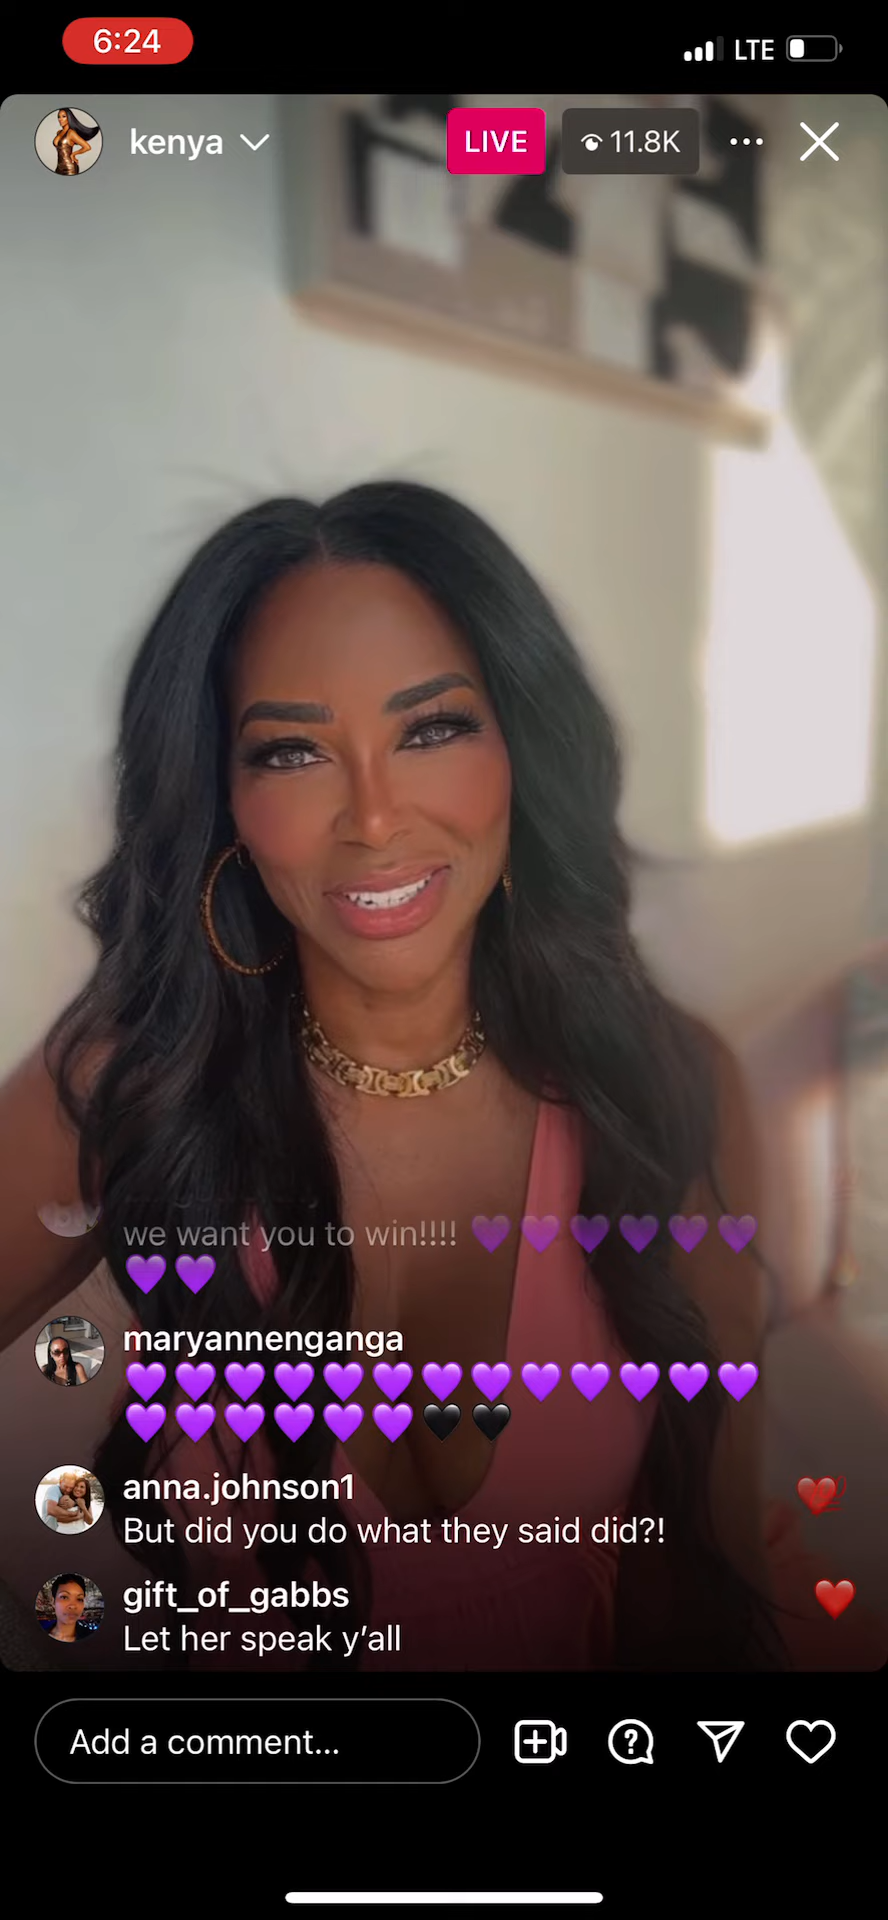 6:24 LTE
kenya LIVE 11.8K
we want you to win!!!! 💜💜💜💜💜💜
💜💜
maryannenganga
💜💜💜💜💜💜💜💜💜💜💜💜💜
💜💜💜💜💜💜🖤🖤
anna.johnson1
But did you do what they said did?!
gift_of_gabbs
Let her speak y’all
Add a comment...